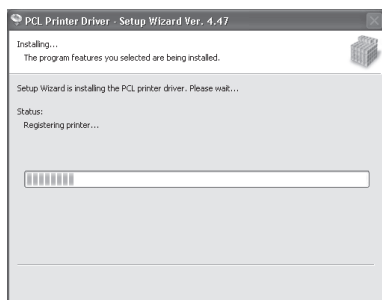 PCL Printer Driver - Setup Wizard Ver. 4.47
Installing...
The program features you selected are being installed.
Setup Wizard is installing the PCL printer driver. Please wait...
Status:
Registering printer...